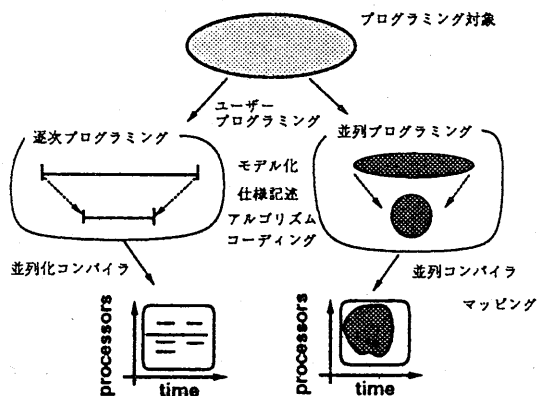 プログラミング対象
ユーザー
プログラミング
逐次プログラミング
並列プログラミング
モデル化
仕様記述
アルゴリズム
コーディング
並列化コンパイラ
並列コンパイラ
マッピング
processors
time
processors
time